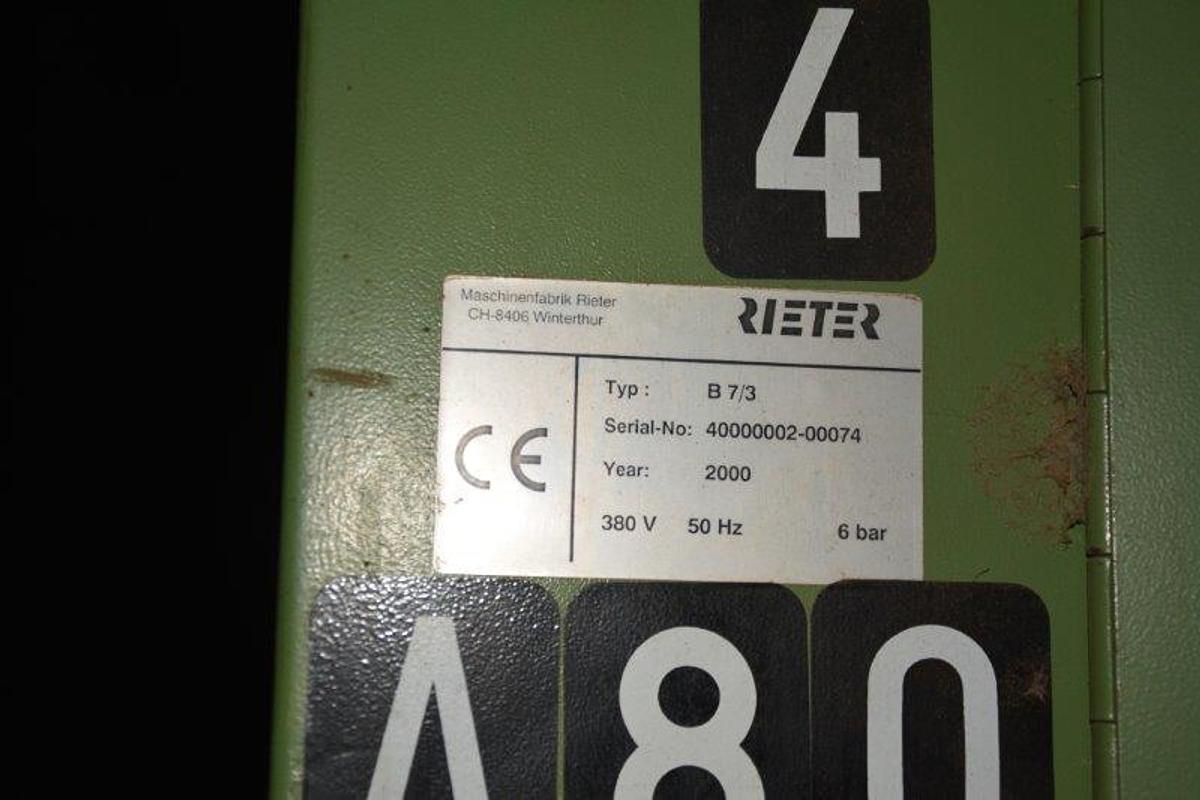 4
Maschinenfabrik Rieter
CH-8406 Winterthur
RIETER
CE
Typ : B 7/3
Serial-No: 40000002-00074
Year: 2000
380 V 50 Hz 6 bar
A80